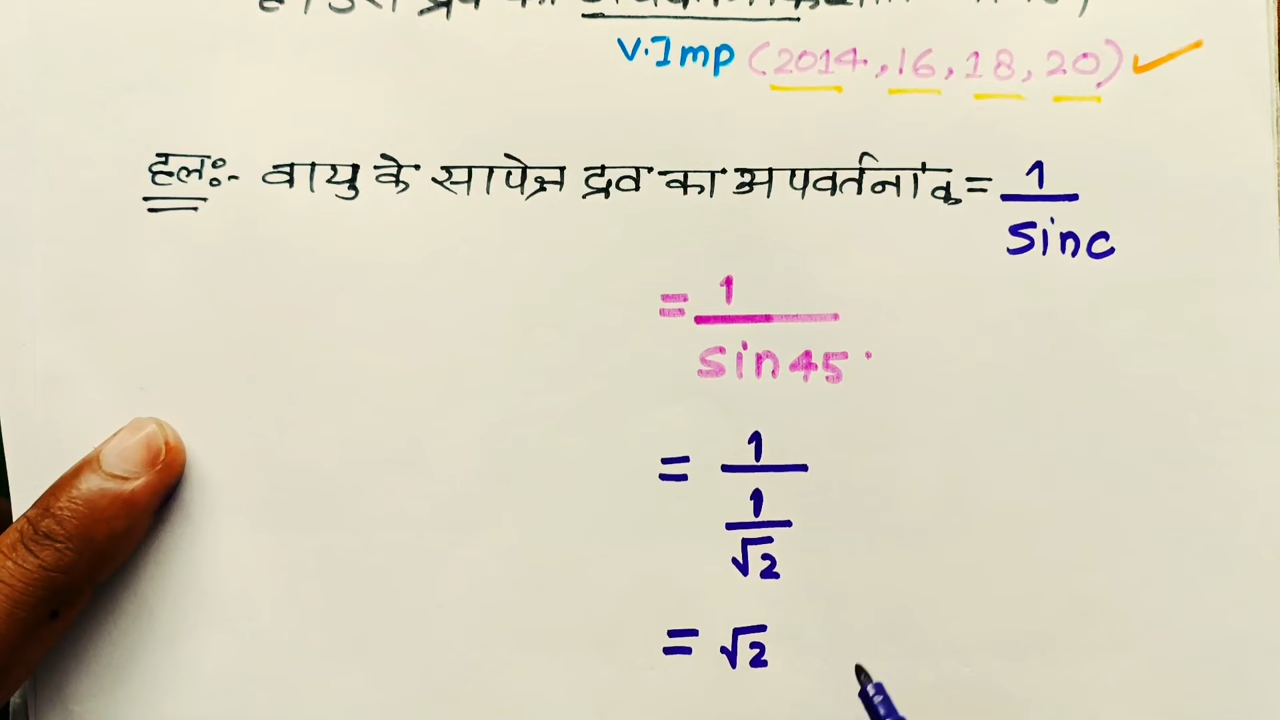 V.Imp (2014, 16, 18, 20) ✓
हलः- वायु के सापेक्ष द्रव का अपवर्तनांक = 1/Sinc
= 1/Sin45°
= 1/(1/√2)
= √2